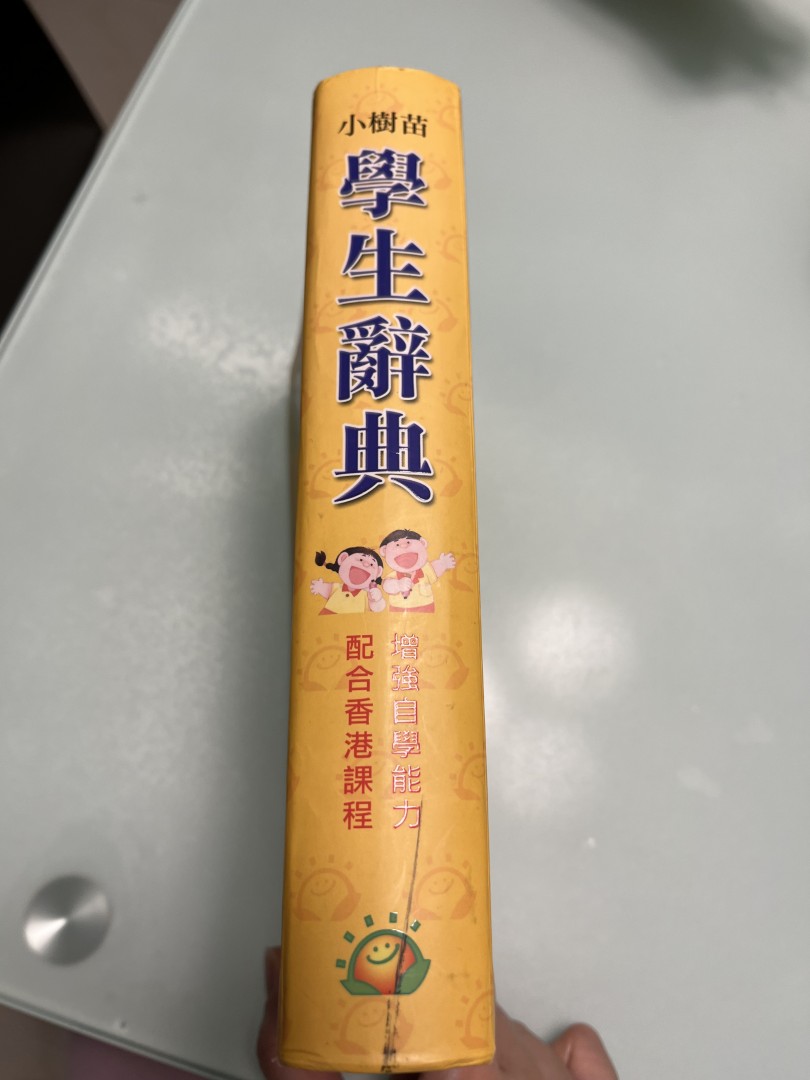 小樹苗
學生辭典
增強自學能力
配合香港課程